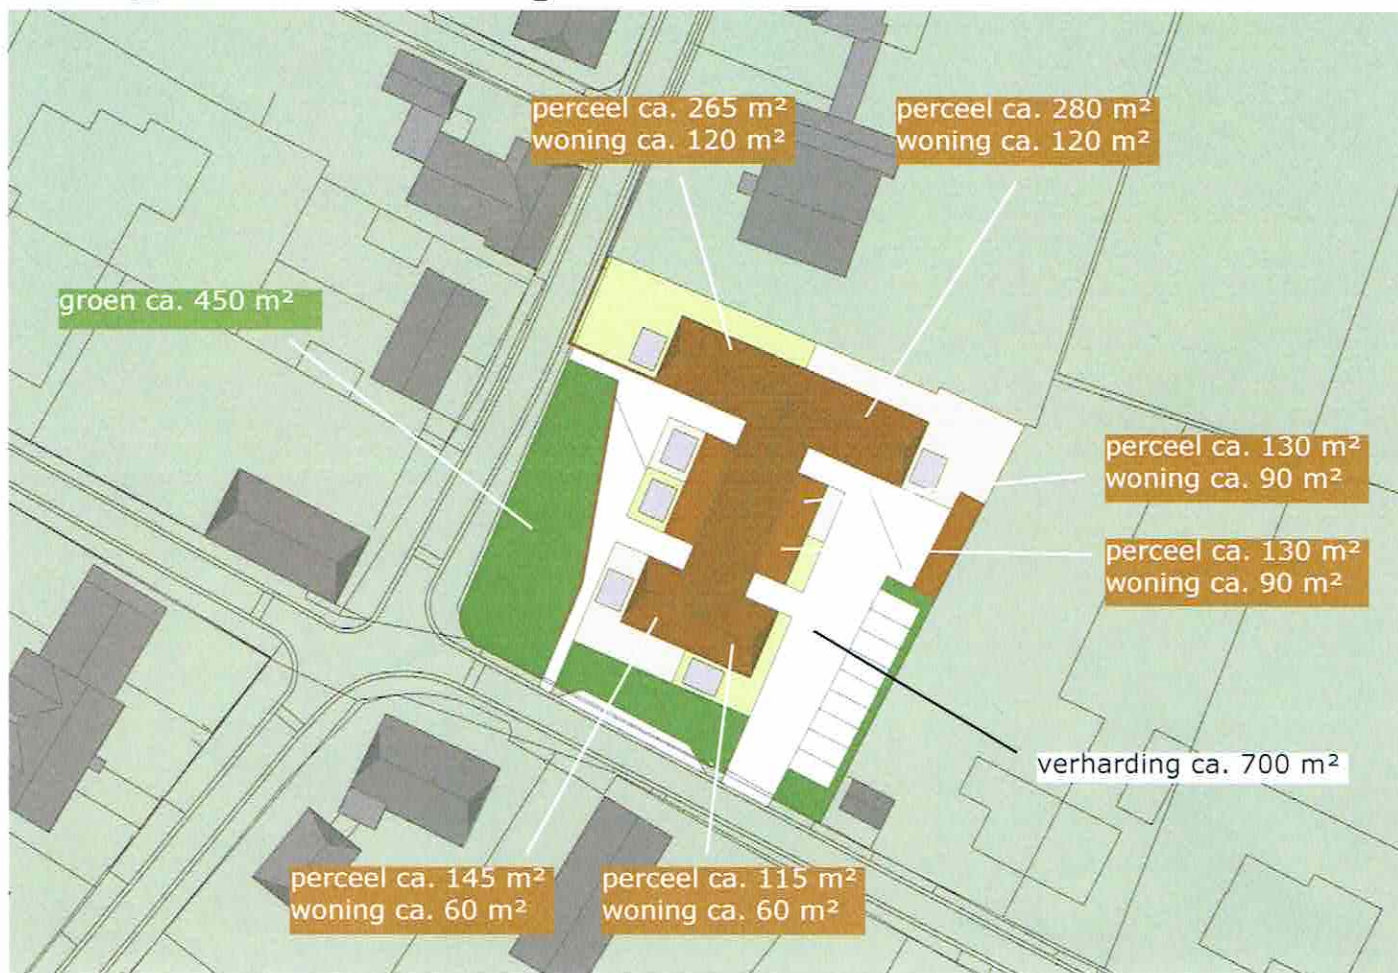 perceel ca. 265 m²
woning ca. 120 m²
perceel ca. 280 m²
woning ca. 120 m²
groen ca. 450 m²
perceel ca. 130 m²
woning ca. 90 m²
perceel ca. 130 m²
woning ca. 90 m²
verharding ca. 700 m²
perceel ca. 145 m²
woning ca. 60 m²
perceel ca. 115 m²
woning ca. 60 m²